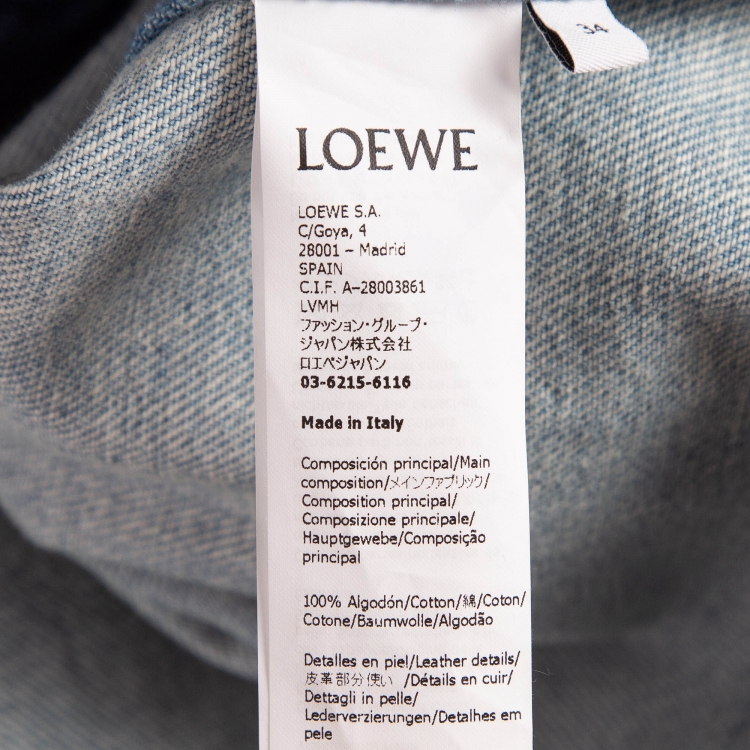 34
LOEWE
LOEWE S.A.
C/Goya, 4
28001 – Madrid
SPAIN
C.I.F. A–28003861
LVMH
ファッション・グループ・
ジャパン株式会社
ロエベジャパン
03-6215-6116
Made in Italy
Composición principal/Main
composition/メインファブリック/
Composition principal/
Composizione principale/
Hauptgewebe/Composição
principal
100% Algodón/Cotton/綿/Coton/
Cotone/Baumwolle/Algodão
Detalles en piel/Leather details/
皮革部分使い /Détails en cuir/
Dettagli in pelle/
Lederverzierungen/Detalhes em
pele